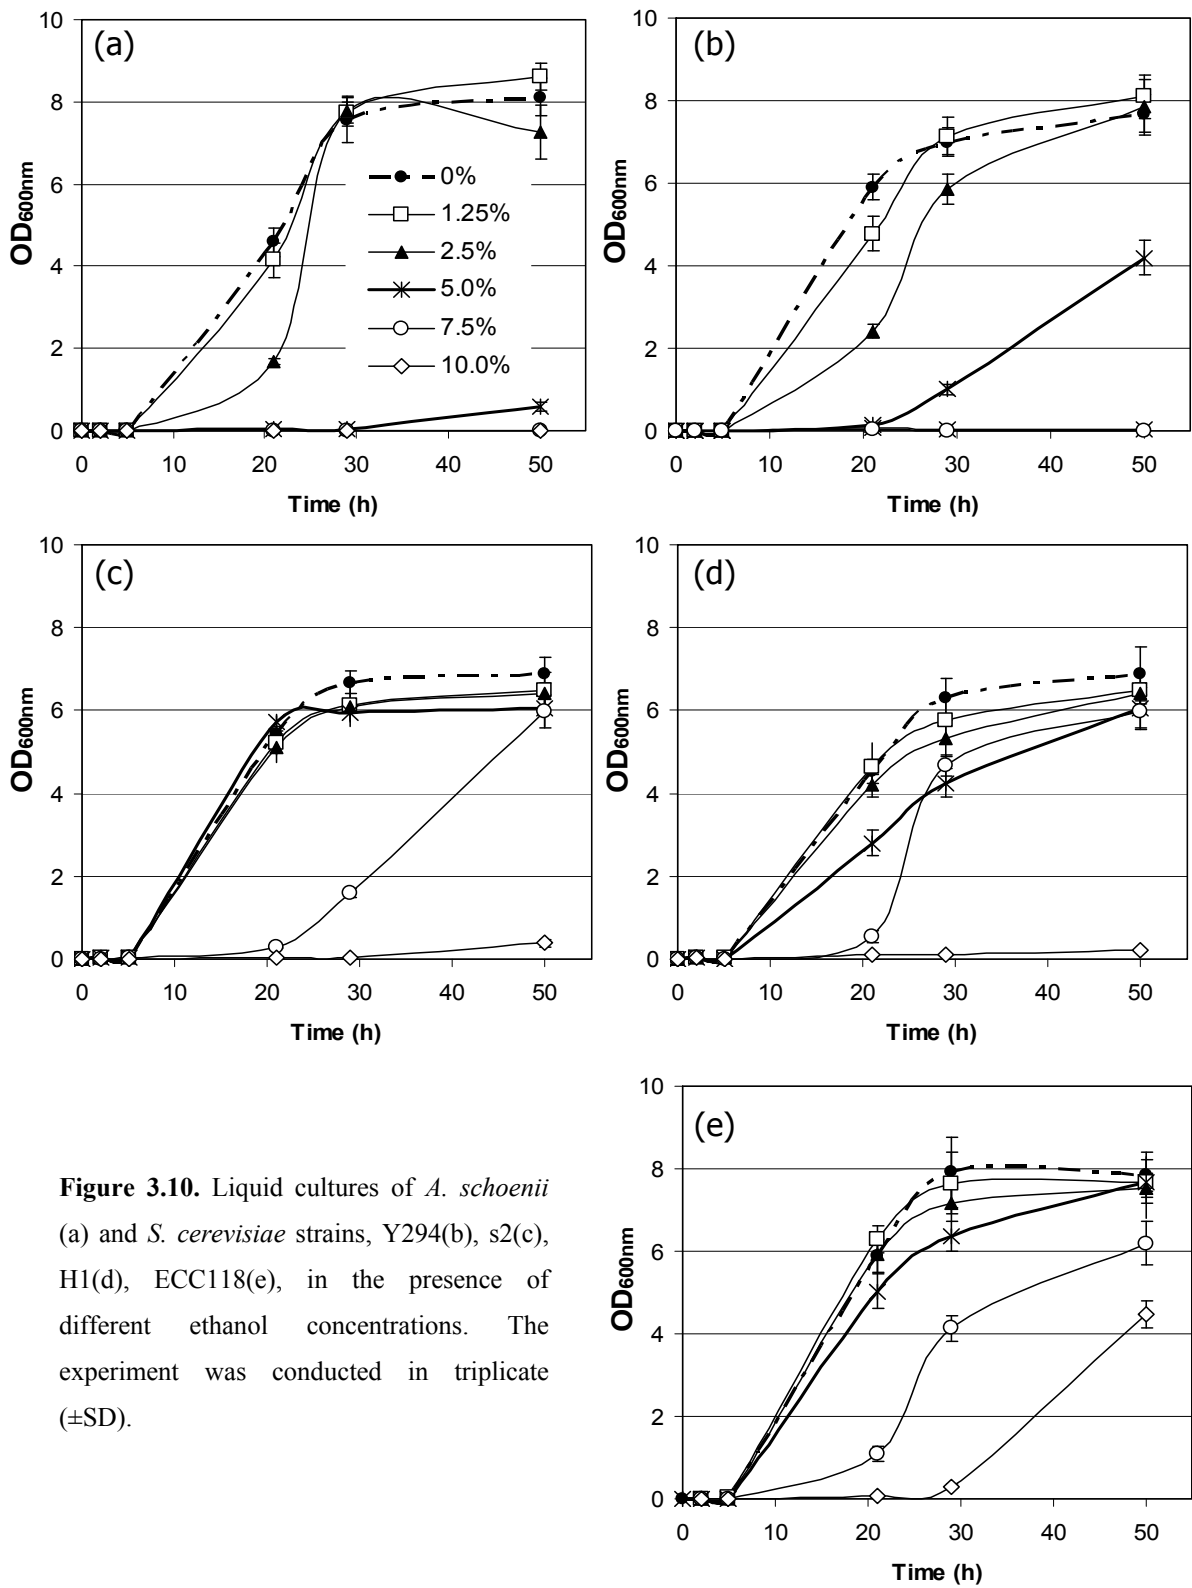 (a)
10
8
6
4
2
0
OD600nm
0%
1.25%
2.5%
5.0%
7.5%
10.0%
0 10 20 30 40 50
Time (h)
(b)
10
8
6
4
2
0
OD600nm
0 10 20 30 40 50
Time (h)
(c)
10
8
6
4
2
0
OD600nm
0 10 20 30 40 50
Time (h)
(d)
10
8
6
4
2
0
OD600nm
0 10 20 30 40 50
Time (h)
(e)
10
8
6
4
2
0
OD600nm
0 10 20 30 40 50
Time (h)
Figure 3.10. Liquid cultures of A. schoenii
(a) and S. cerevisiae strains, Y294(b), s2(c),
H1(d), ECC118(e), in the presence of
different ethanol concentrations. The
experiment was conducted in triplicate
(±SD).